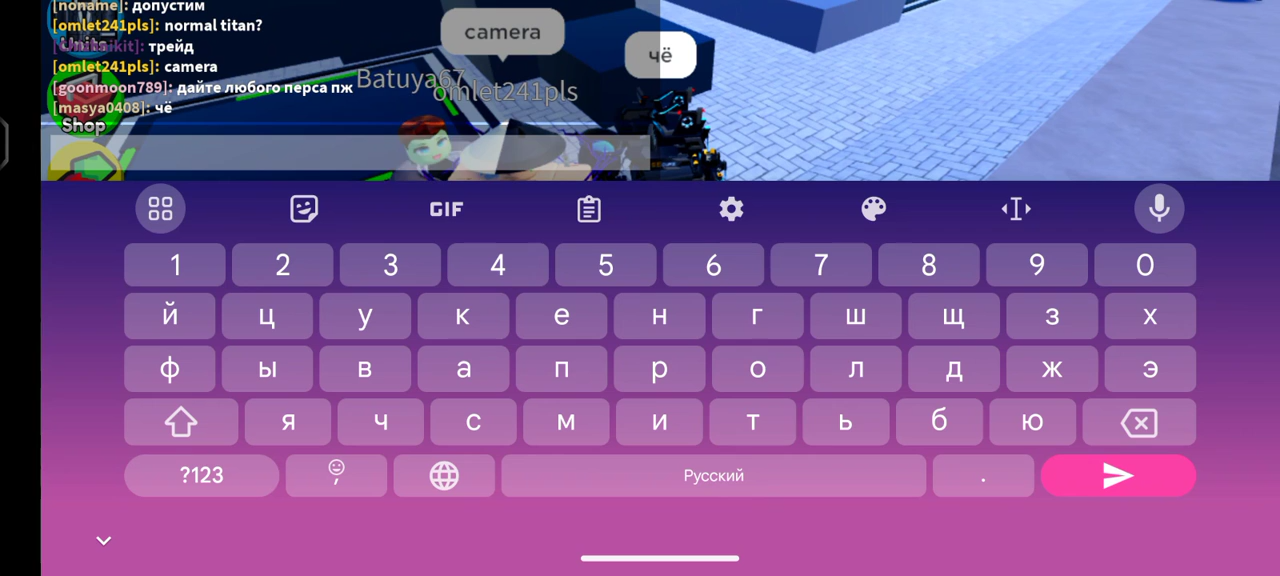 [noname]: допустим
[omlet241pls]: normal titan?
Units
трейд
[omlet241pls]: camera
[goonmoon789]: дайте любого перса пж
[masya0408]: чё
Shop
camera
чё
Batuya67
omlet241pls
GIF
1 2 3 4 5 6 7 8 9 0
й ц у к е н г ш щ з х
ф ы в а п р о л д ж э
я ч с м и т ь б ю
?123 , Русский .